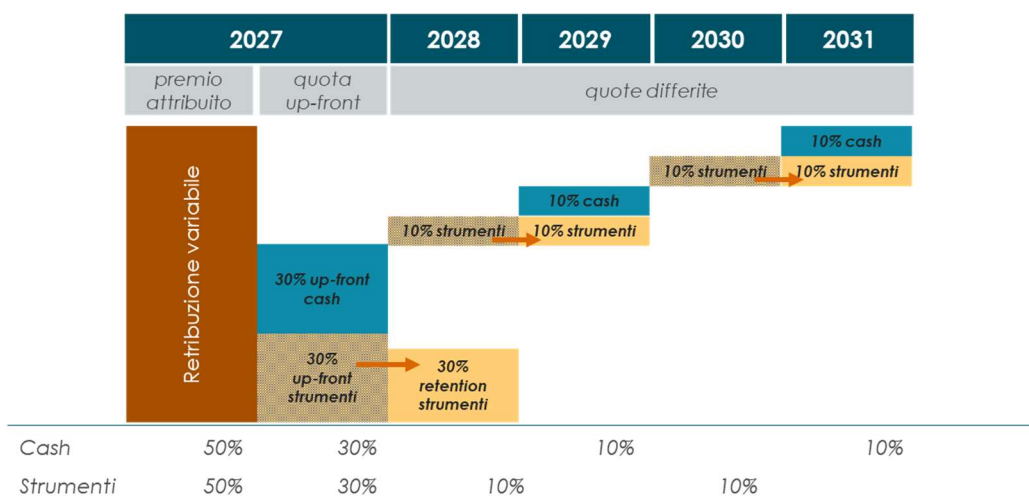 2027 2028 2029 2030 2031
premio attribuito
quota up-front
quote differite
Retribuzione variabile
10% cash
10% strumenti
10% strumenti
10% cash
10% strumenti
10% strumenti
30% up-front
cash
30%
up-front
strumenti
30%
retention
strumenti
Cash 50% 30% 10% 10%
Strumenti 50% 30% 10% 10%